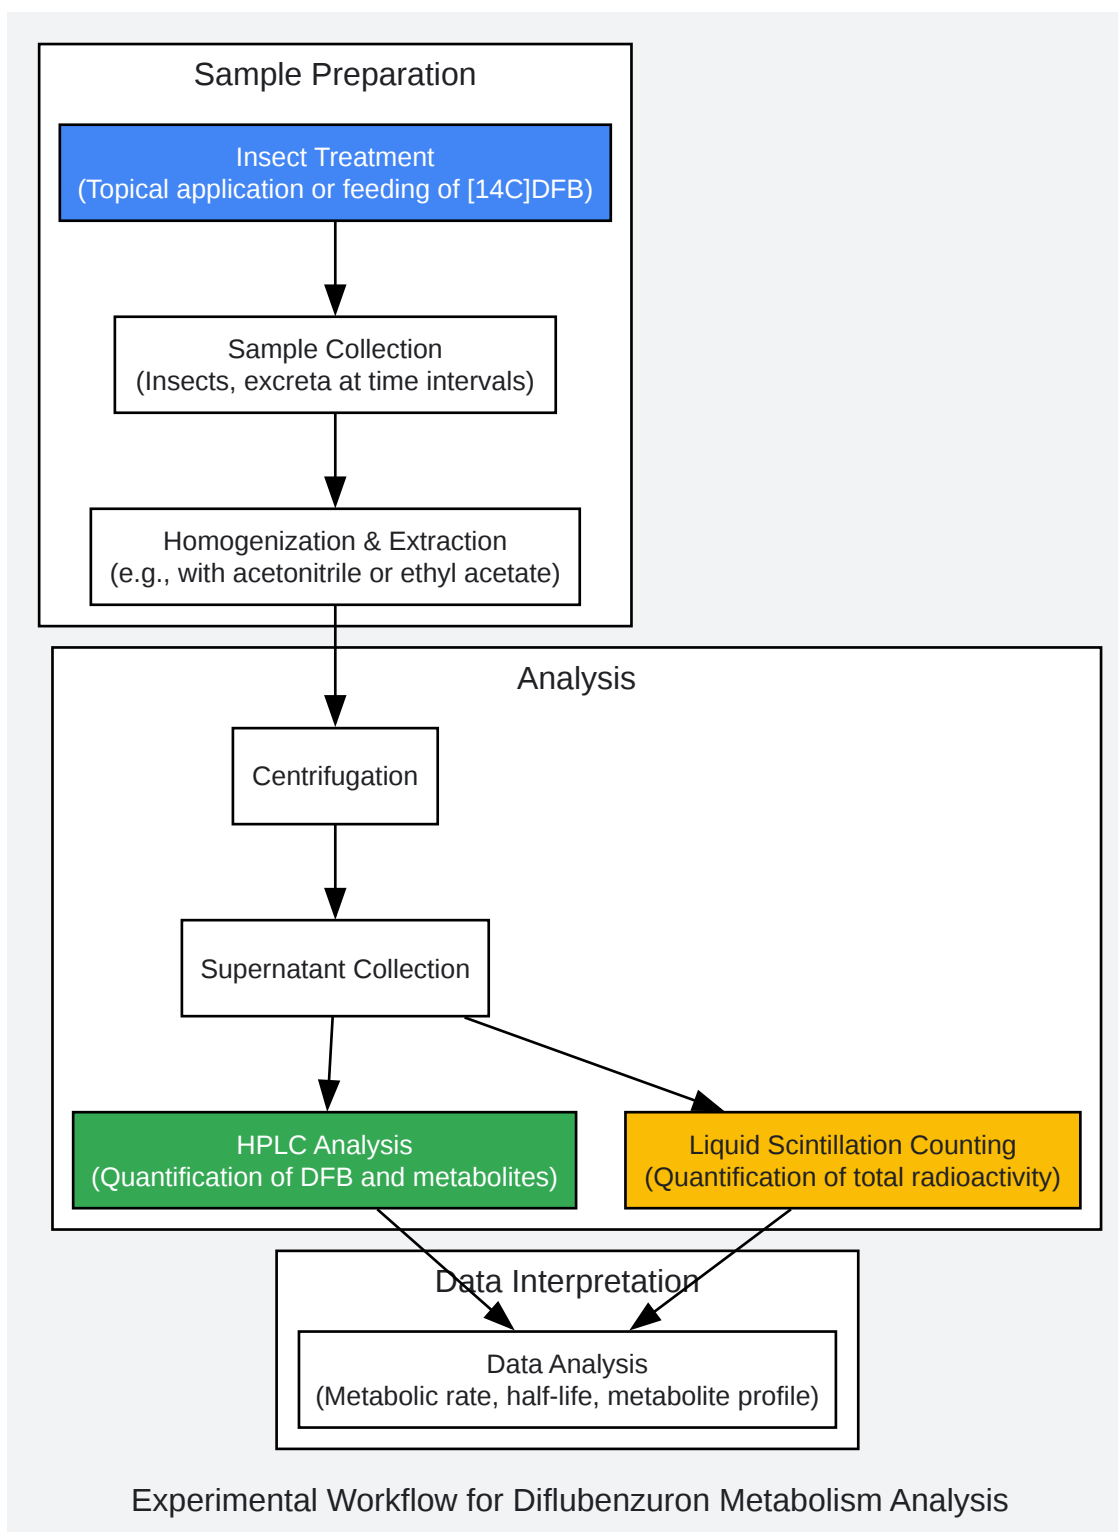 Sample Preparation
Insect Treatment
(Topical application or feeding of [14C]DFB)
Sample Collection
(Insects, excreta at time intervals)
Homogenization & Extraction
(e.g., with acetonitrile or ethyl acetate)
Analysis
Centrifugation
Supernatant Collection
HPLC Analysis
(Quantification of DFB and metabolites)
Liquid Scintillation Counting
(Quantification of total radioactivity)
Data Interpretation
Data Analysis
(Metabolic rate, half-life, metabolite profile)
Experimental Workflow for Diflubenzuron Metabolism Analysis